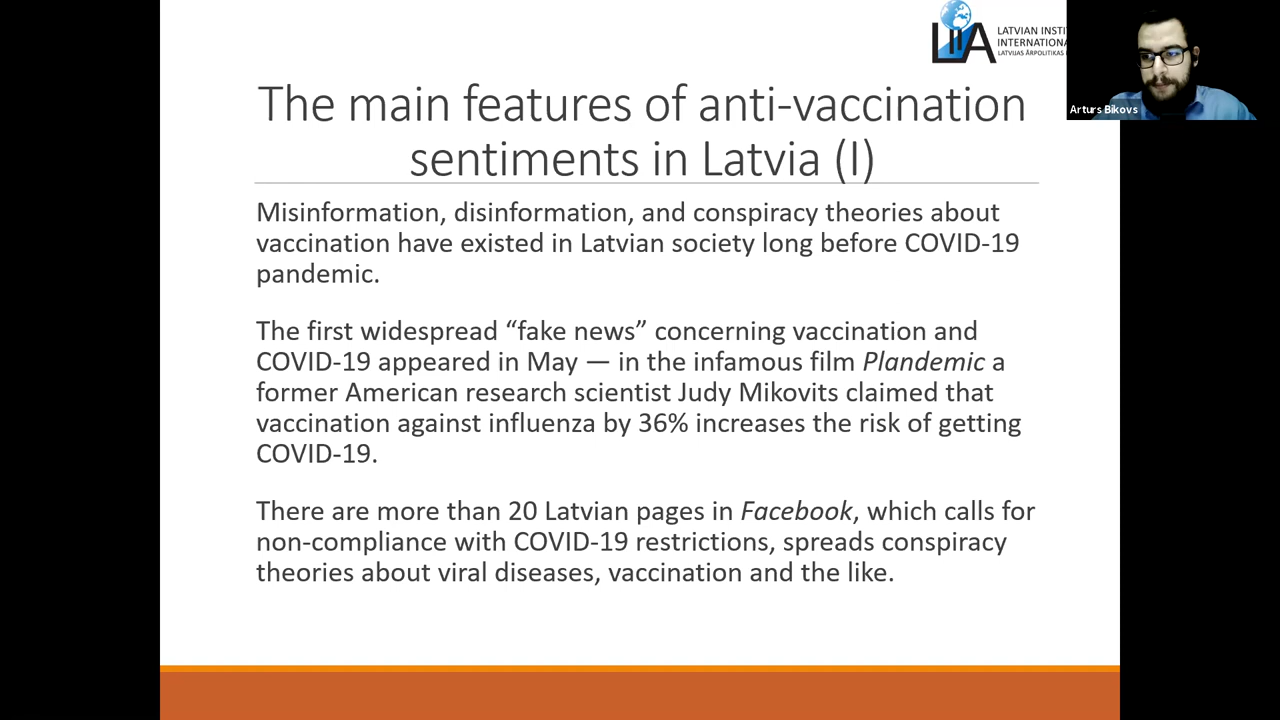 LATVIAN INSTI
INTERNATIONA
LATVIJAS ĀRPOLITIKAS
Arturs Bikovs
The main features of anti-vaccination
sentiments in Latvia (I)
Misinformation, disinformation, and conspiracy theories about
vaccination have existed in Latvian society long before COVID-19
pandemic.
The first widespread “fake news” concerning vaccination and
COVID-19 appeared in May — in the infamous film Plandemic a
former American research scientist Judy Mikovits claimed that
vaccination against influenza by 36% increases the risk of getting
COVID-19.
There are more than 20 Latvian pages in Facebook, which calls for
non-compliance with COVID-19 restrictions, spreads conspiracy
theories about viral diseases, vaccination and the like.